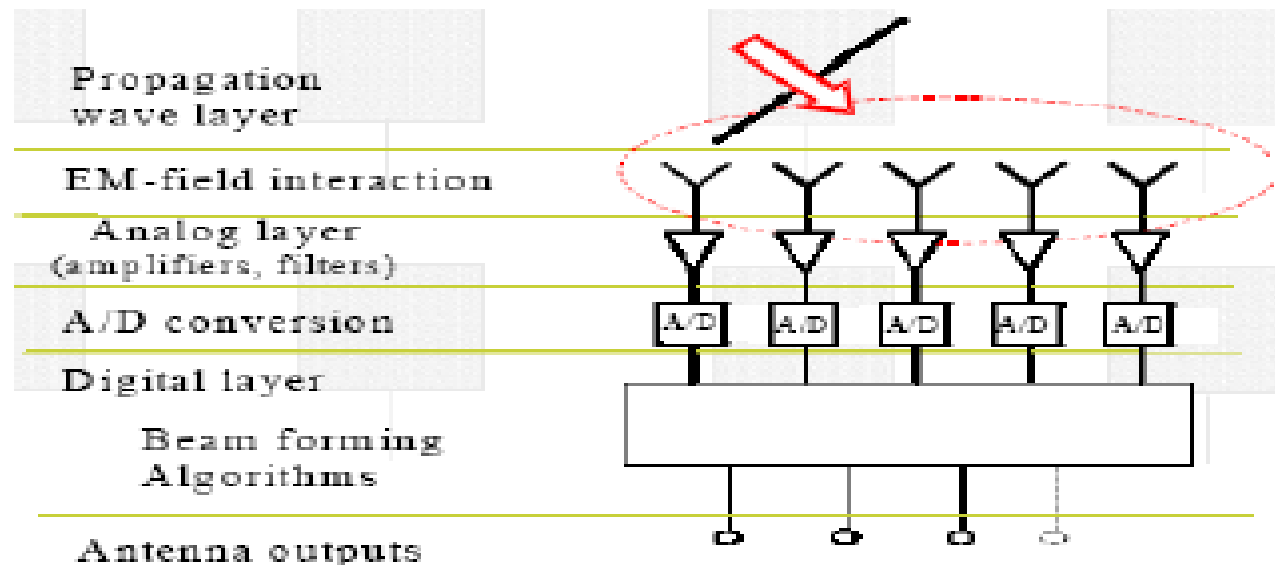 Propagation
wave layer
EM-field interaction
Analog layer
(amplifiers, filters)
A/D conversion
A/D A/D A/D A/D A/D
Digital layer
Beam forming
Algorithms
Antenna outputs